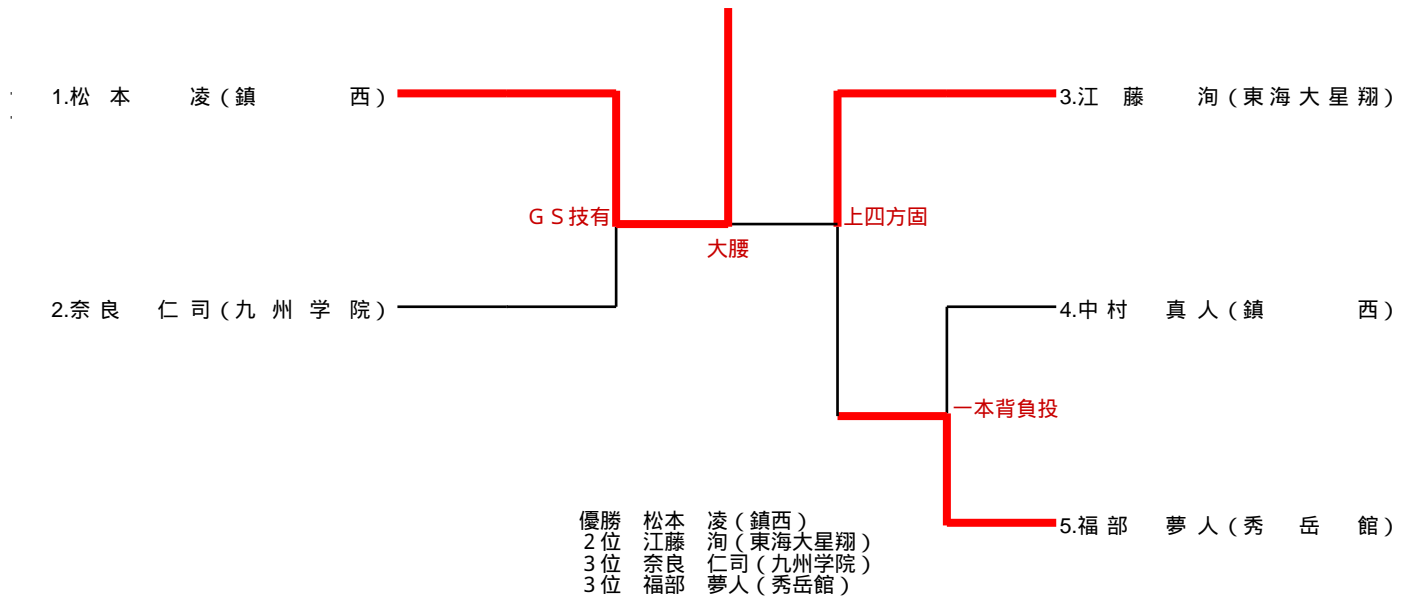 1.松本 凌(鎮 西)
3.江藤 洵(東海大星翔)
GS技有
上四方固
大腰
2.奈良 仁司(九州学院)
4.中村 真人(鎮 西)
一本背負投
5.福部 夢人(秀岳館)
優勝 松本 凌(鎮西)
2位 江藤 洵(東海大星翔)
3位 奈良 仁司(九州学院)
3位 福部 夢人(秀岳館)